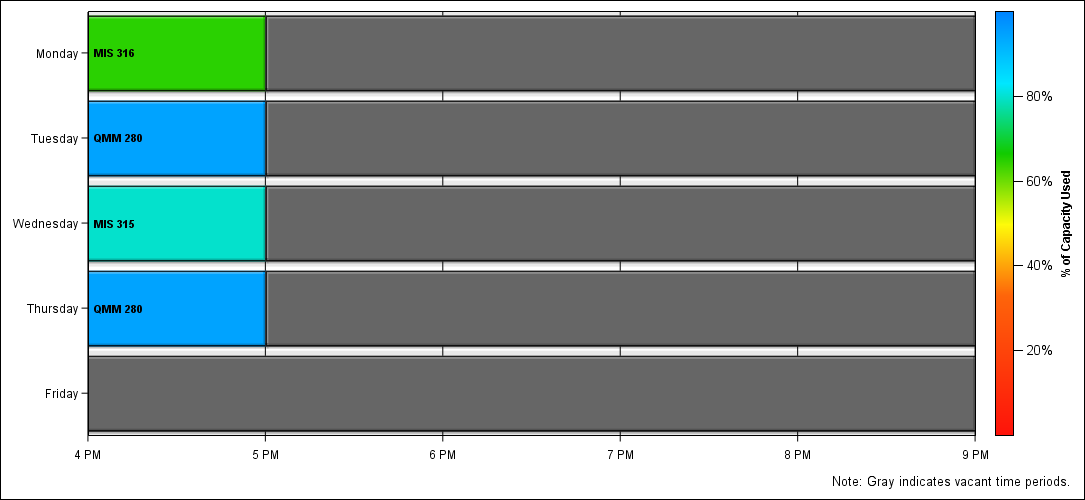 Monday
MIS 316
Tuesday
QMM 280
Wednesday
MIS 315
Thursday
QMM 280
Friday
4 PM 5 PM 6 PM 7 PM 8 PM 9 PM
80%
60%
40%
20%
% of Capacity Used
Note: Gray indicates vacant time periods.